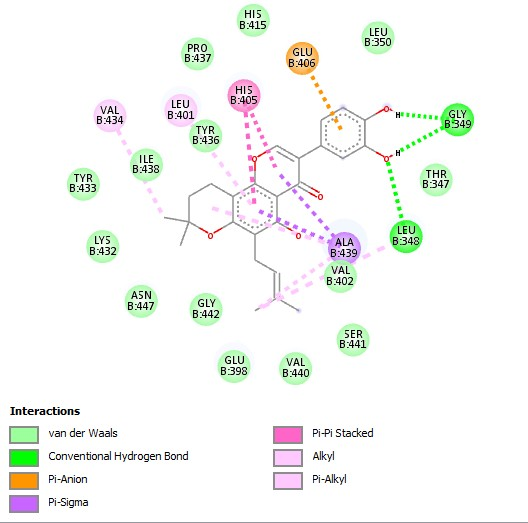 HIS
B:415
LEU
B:350
PRO
B:437
GLU
B:406
HIS
B:405
VAL
B:434
LEU
B:401
GLY
B:349
TYR
B:436
ILE
B:438
TYR
B:433
THR
B:347
LEU
B:348
LYS
B:432
ALA
B:439
VAL
B:402
ASN
B:447
GLY
B:442
SER
B:441
GLU
B:398
VAL
B:440
O
H
O
H
O
O
O
O
Interactions
van der Waals
Conventional Hydrogen Bond
Pi-Anion
Pi-Sigma
Pi-Pi Stacked
Alkyl
Pi-Alkyl